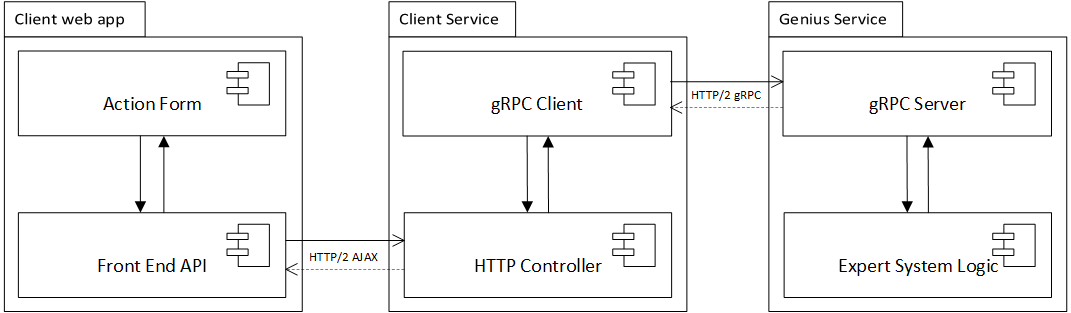 Client web app
Action Form
Front End API
HTTP/2 AJAX
Client Service
gRPC Client
HTTP Controller
HTTP/2 gRPC
Genius Service
gRPC Server
Expert System Logic